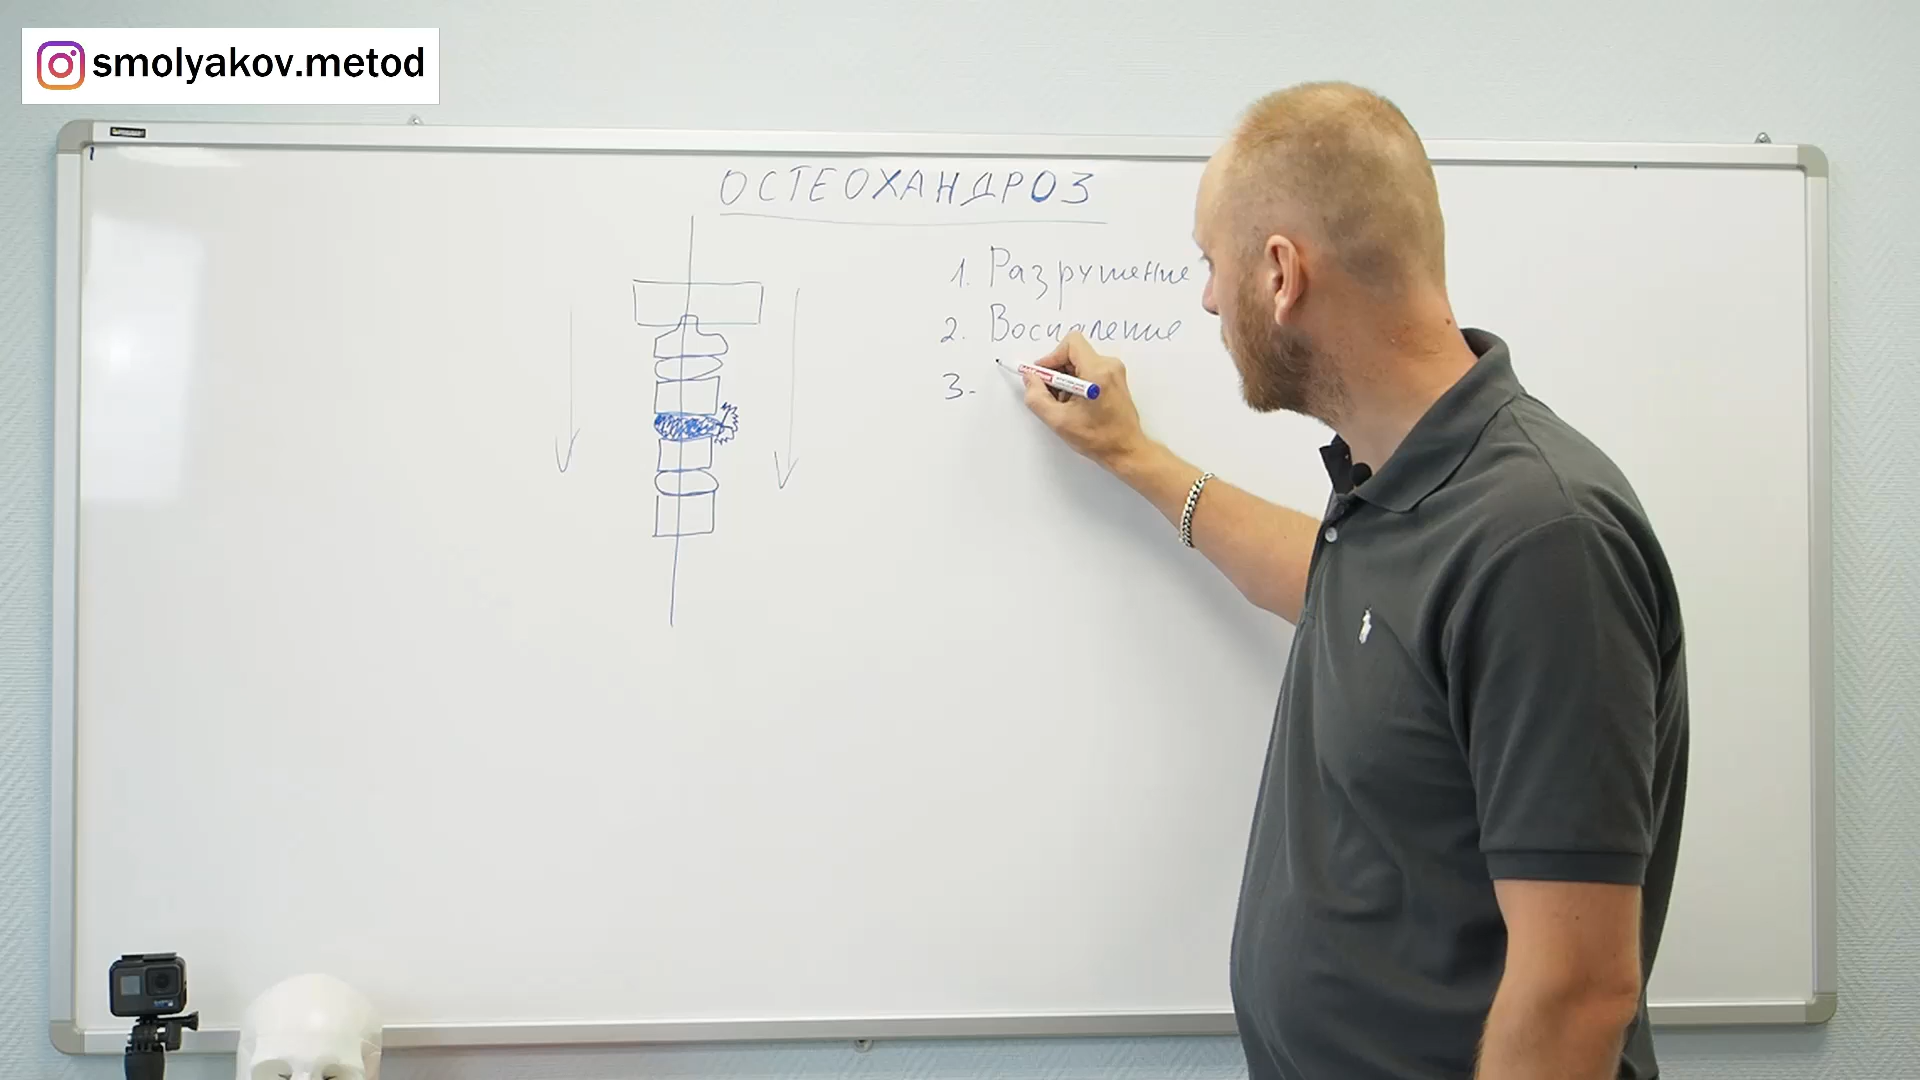 smolyakov.metod
ОСТЕОХАНДРОЗ
1. Разрушение
2. Воспаление
3-